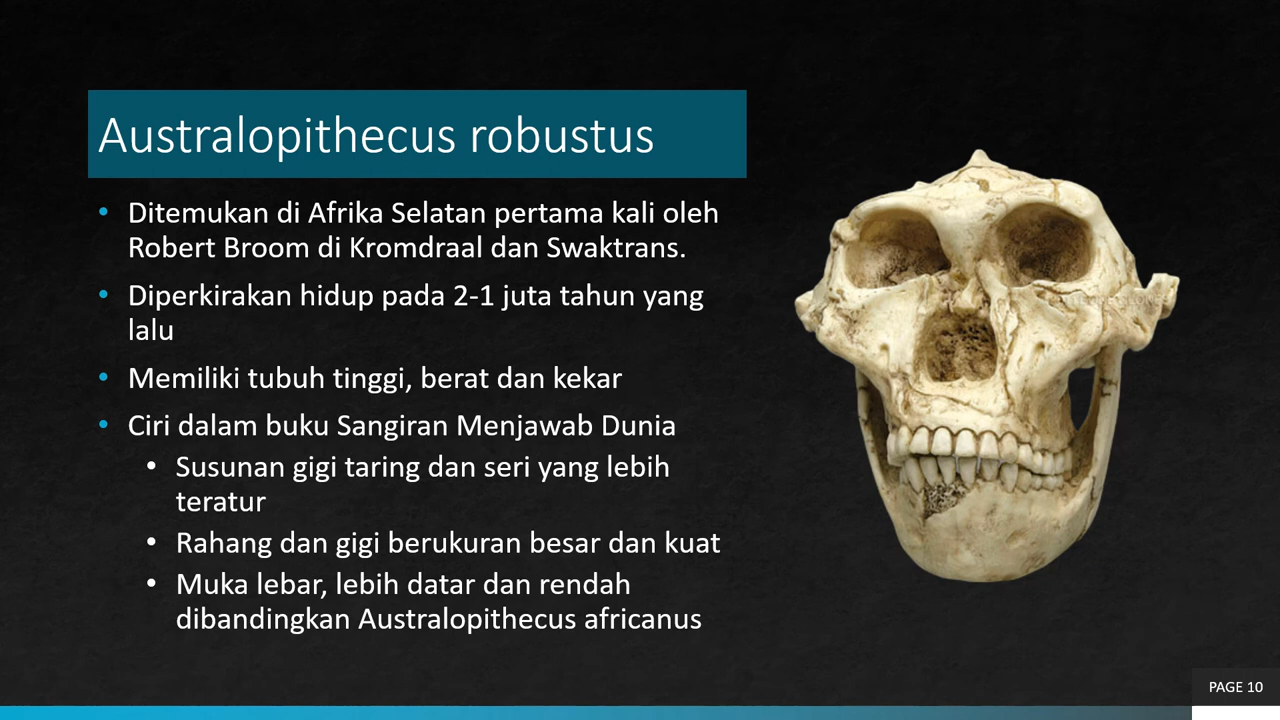 Australopithecus robustus
• Ditemukan di Afrika Selatan pertama kali oleh
Robert Broom di Kromdraal dan Swaktrans.
• Diperkirakan hidup pada 2-1 juta tahun yang
lalu
• Memiliki tubuh tinggi, berat dan kekar
• Ciri dalam buku Sangiran Menjawab Dunia
• Susunan gigi taring dan seri yang lebih
teratur
• Rahang dan gigi berukuran besar dan kuat
• Muka lebar, lebih datar dan rendah
dibandingkan Australopithecus africanus
PAGE 10